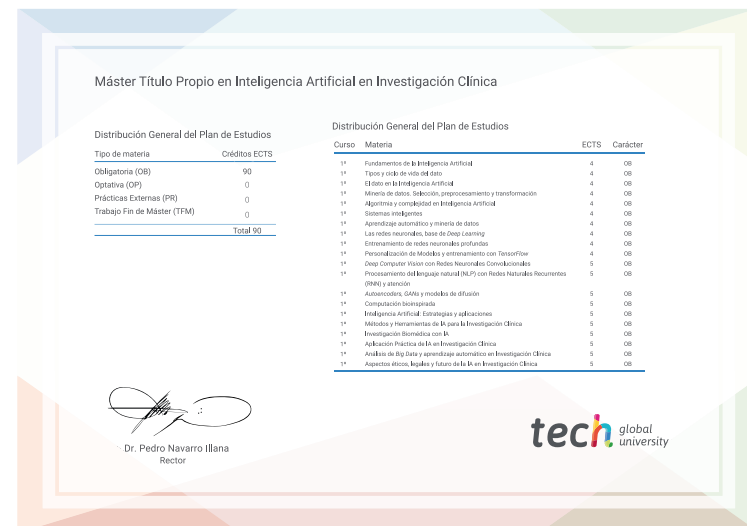 Máster Título Propio en Inteligencia Artificial en Investigación Clínica
Distribución General del Plan de Estudios
Tipo de materia Créditos ECTS
Obligatoria (OB) 90
Optativa (OP) 0
Prácticas Externas (PR) 0
Trabajo Fin de Máster (TFM) 0
Total 90
Distribución General del Plan de Estudios
Curso Materia ECTS Carácter
1º Fundamentos de la Inteligencia Artificial 4 OB
1º Tipos y ciclo de vida del dato 4 OB
1º El dato en la Inteligencia Artificial 4 OB
1º Minería de datos. Selección, preprocesamiento y transformación 4 OB
1º Algoritmia y complejidad en Inteligencia Artificial 4 OB
1º Sistemas inteligentes 4 OB
1º Aprendizaje automático y minería de datos 4 OB
1º Las redes neuronales, base de Deep Learning 4 OB
1º Entrenamiento de redes neuronales profundas 4 OB
1º Personalización de Modelos y entrenamiento con TensorFlow 4 OB
1º Deep Computer Vision con Redes Neuronales Convolucionales 5 OB
1º Procesamiento del lenguaje natural (NLP) con Redes Naturales Recurrentes 5 OB
(RNN) y atención
1º Autoencoders, GANs y modelos de difusión 5 OB
1º Computación bioinspirada 5 OB
1º Inteligencia Artificial: Estrategias y aplicaciones 5 OB
1º Métodos y Herramientas de IA para la Investigación Clínica 5 OB
1º Investigación Biomédica con IA 5 OB
1º Aplicación Práctica de IA en Investigación Clínica 5 OB
1º Análisis de Big Data y aprendizaje automático en Investigación Clínica 5 OB
1º Aspectos éticos, legales y futuro de la IA en Investigación Clínica 5 OB
Dr. Pedro Navarro Illana
Rector
tech global
university